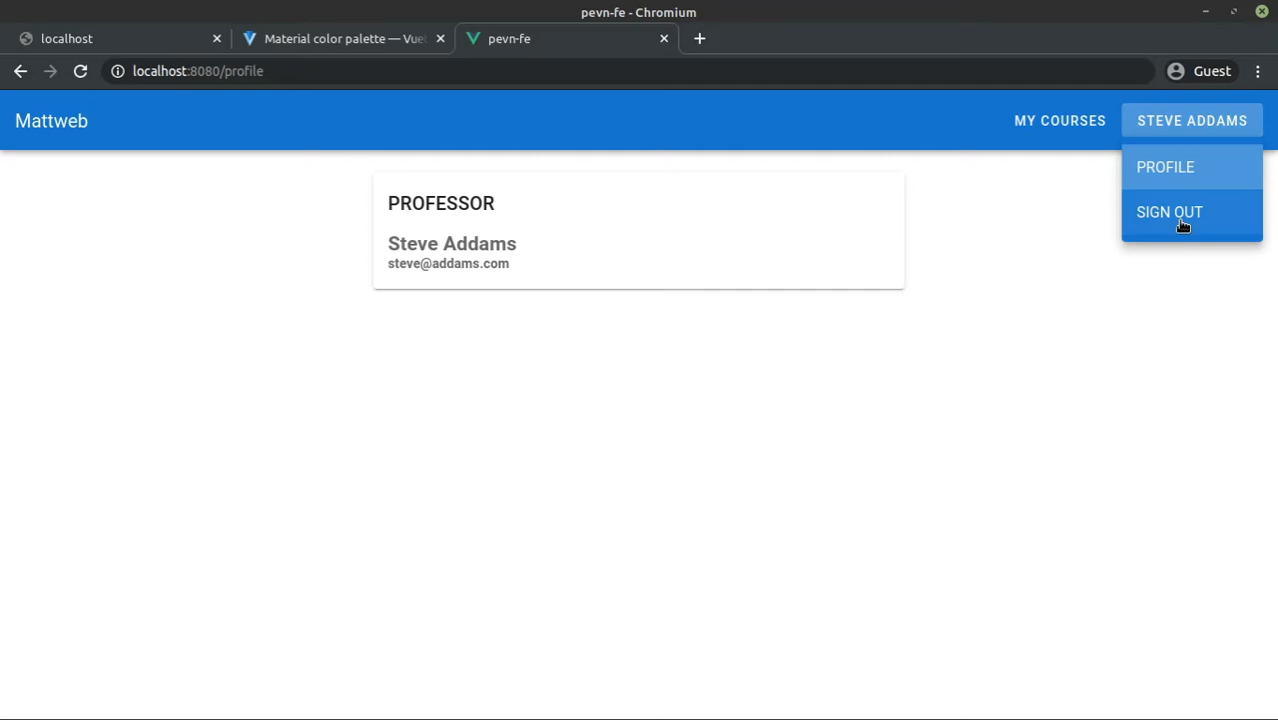 pevn-fe - Chromium
localhost
Material color palette — Vuet
pevn-fe
localhost:8080/profile
Guest
Mattweb
MY COURSES
STEVE ADDAMS
PROFILE
SIGN OUT
PROFESSOR
Steve Addams
steve@addams.com